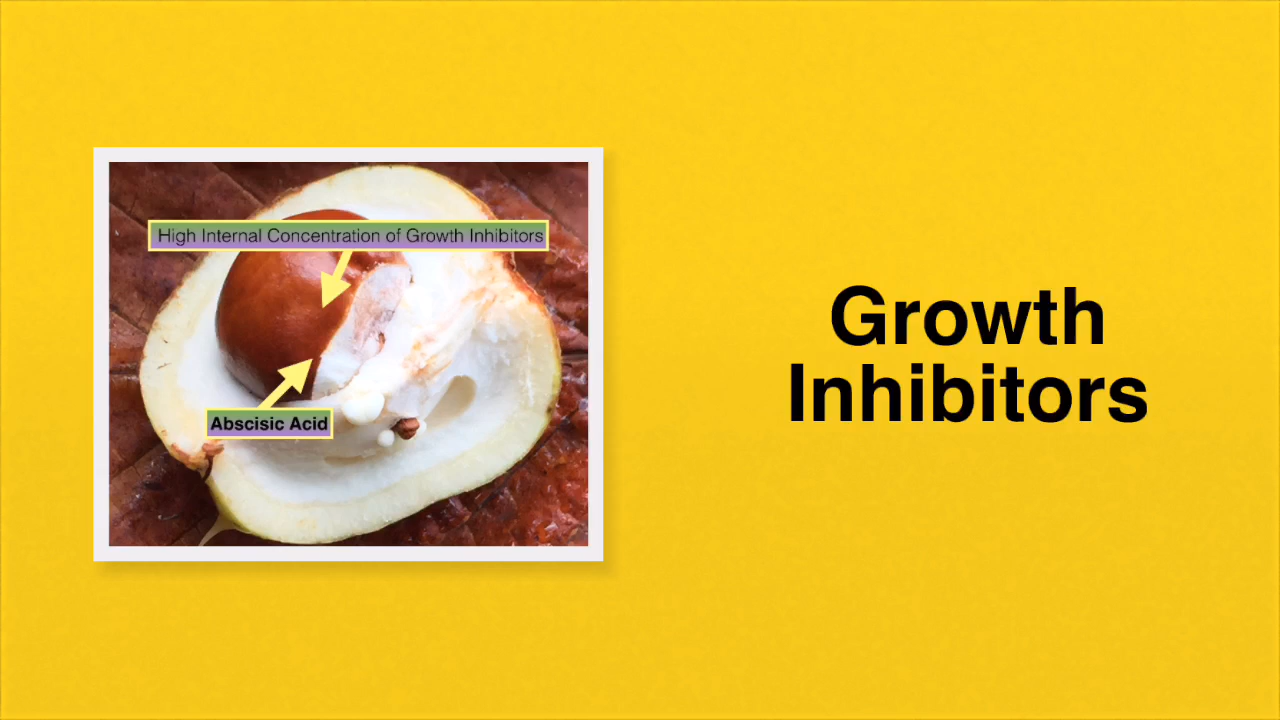 High Internal Concentration of Growth Inhibitors
Abscisic Acid
Growth
Inhibitors